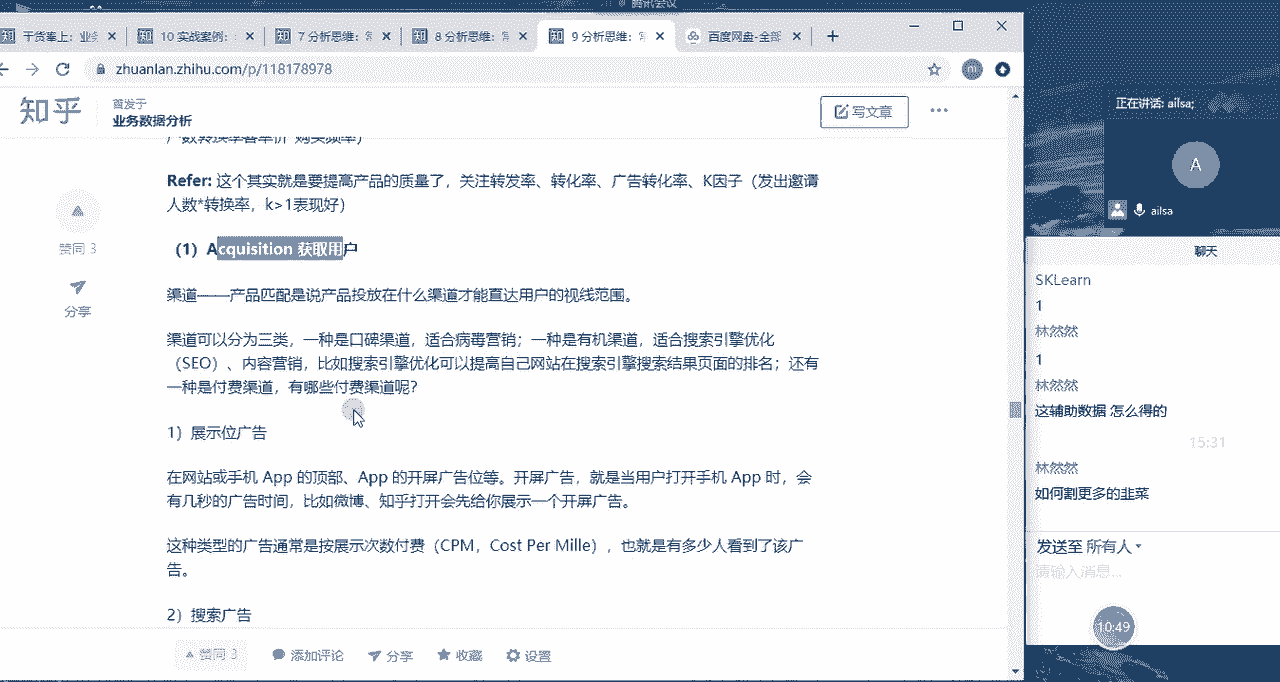 腾讯会议
干货奉上：业务
10 实战案例：
7 分析思维：
8 分析思维：
9 分析思维：
百度网盘-全部
zhuanlan.zhihu.com/p/118178978
知乎
首发于
业务数据分析
写文章
Refer: 这个其实就是要提高产品的质量了，关注转发率、转化率、广告转化率、K因子（发出邀请
人数*转换率，k>1表现好）
（1）Acquisition 获取用户
渠道——产品匹配是说产品投放在什么渠道才能直达用户的视线范围。
渠道可以分为三类，一种是口碑渠道，适合病毒营销；一种是有机渠道，适合搜索引擎优化
（SEO）、内容营销，比如搜索引擎优化可以提高自己网站在搜索引擎搜索结果页面的排名；还有
一种是付费渠道，有哪些付费渠道呢？
1）展示位广告
在网站或手机 App 的顶部、App 的开屏广告位等。开屏广告，就是当用户打开手机 App 时，会
有几秒的广告时间，比如微博、知乎打开会先给你展示一个开屏广告。
这种类型的广告通常是按展示次数付费（CPM，Cost Per Mille），也就是有多少人看到了该广
告。
2）搜索广告
赞同 3
分享
赞同 3
添加评论
分享
收藏
设置
正在讲话: ailsa;
A
ailsa
聊天
SKLearn
1
林然然
1
林然然
这辅助数据 怎么得的
15:31
林然然
如何割更多的韭菜
发送至 所有人
请输入消息...
10:49